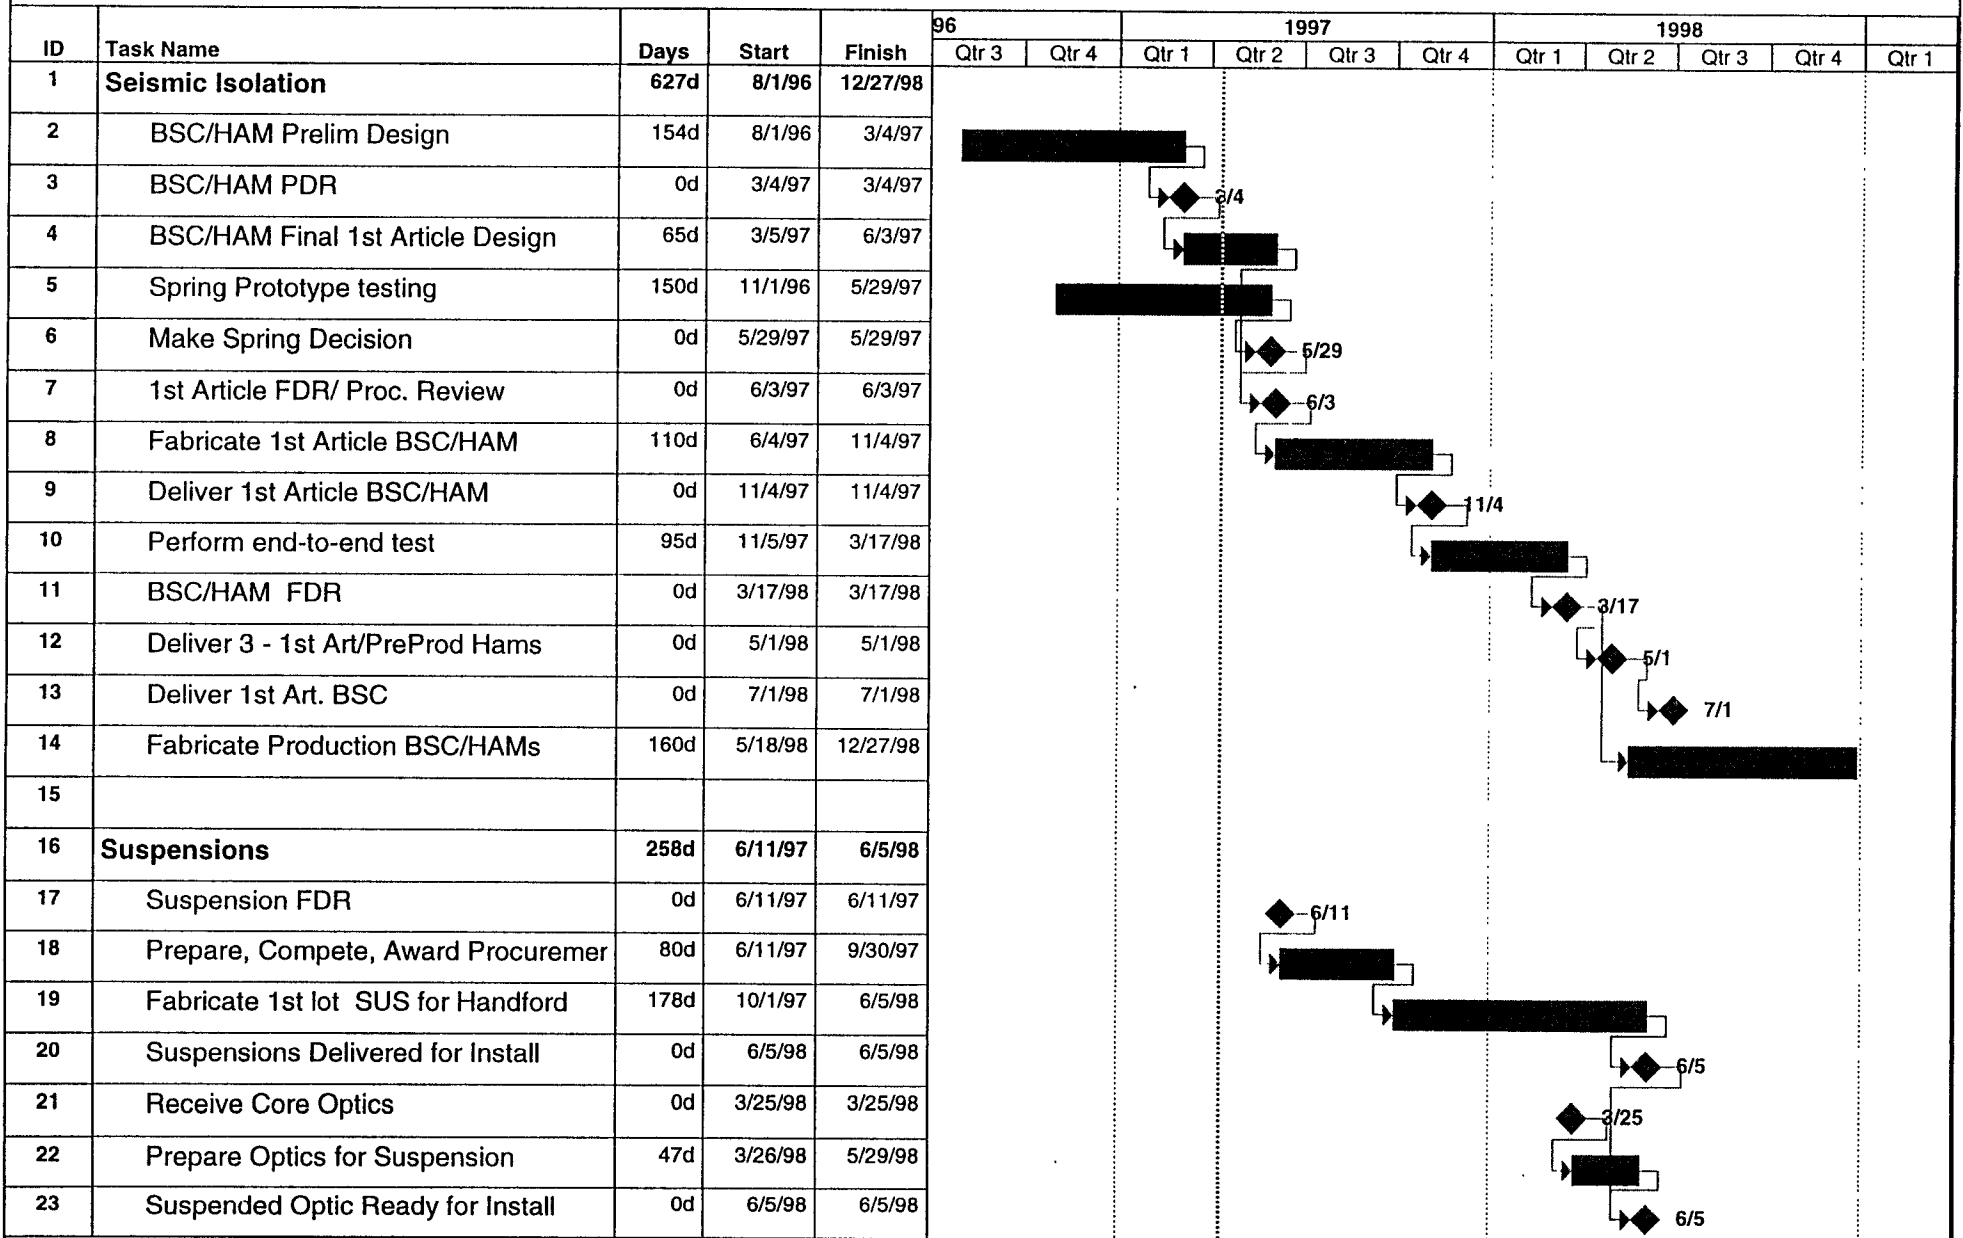 96 1997 1998
ID Task Name Days Start Finish Qtr 3 Qtr 4 Qtr 1 Qtr 2 Qtr 3 Qtr 4 Qtr 1 Qtr 2 Qtr 3 Qtr 4 Qtr 1
1 Seismic Isolation 627d 8/1/96 12/27/98
2 BSC/HAM Prelim Design 154d 8/1/96 3/4/97
3 BSC/HAM PDR 0d 3/4/97 3/4/97 3/4
4 BSC/HAM Final 1st Article Design 65d 3/5/97 6/3/97
5 Spring Prototype testing 150d 11/1/96 5/29/97
6 Make Spring Decision 0d 5/29/97 5/29/97 5/29
7 1st Article FDR/ Proc. Review 0d 6/3/97 6/3/97 6/3
8 Fabricate 1st Article BSC/HAM 110d 6/4/97 11/4/97
9 Deliver 1st Article BSC/HAM 0d 11/4/97 11/4/97 11/4
10 Perform end-to-end test 95d 11/5/97 3/17/98
11 BSC/HAM FDR 0d 3/17/98 3/17/98 3/17
12 Deliver 3 - 1st Art/PreProd Hams 0d 5/1/98 5/1/98 5/1
13 Deliver 1st Art. BSC 0d 7/1/98 7/1/98 7/1
14 Fabricate Production BSC/HAMs 160d 5/18/98 12/27/98
15
16 Suspensions 258d 6/11/97 6/5/98
17 Suspension FDR 0d 6/11/97 6/11/97 6/11
18 Prepare, Compete, Award Procuremer 80d 6/11/97 9/30/97
19 Fabricate 1st lot SUS for Handford 178d 10/1/97 6/5/98
20 Suspensions Delivered for Install 0d 6/5/98 6/5/98 6/5
21 Receive Core Optics 0d 3/25/98 3/25/98 3/25
22 Prepare Optics for Suspension 47d 3/26/98 5/29/98
23 Suspended Optic Ready for Install 0d 6/5/98 6/5/98 6/5